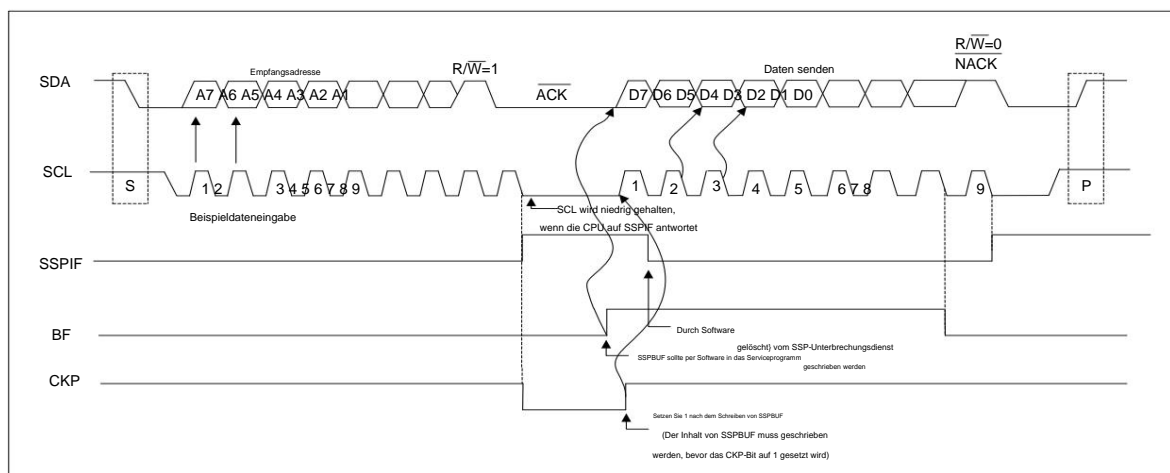 R/W=0
NACK
Empfangsadresse
R/W=1
Daten senden
SDA
A7 A6 A5 A4 A3 A2 A1
ACK
D7 D6 D5 D4 D3 D2 D1 D0
SCL
S
1 2 3 4 5 6 7 8 9
1 2 3 4 5 6 7 8 9
P
Beispieldateneingabe
SCL wird niedrig gehalten,
wenn die CPU auf SSPIF antwortet
SSPIF
BF
Durch Software
gelöscht) vom SSP-Unterbrechungsdienst
SSPBUF sollte per Software in das Serviceprogramm
geschrieben werden
CKP
Setzen Sie 1 nach dem Schreiben von SSPBUF
(Der Inhalt von SSPBUF muss geschrieben
werden, bevor das CKP-Bit auf 1 gesetzt wird)